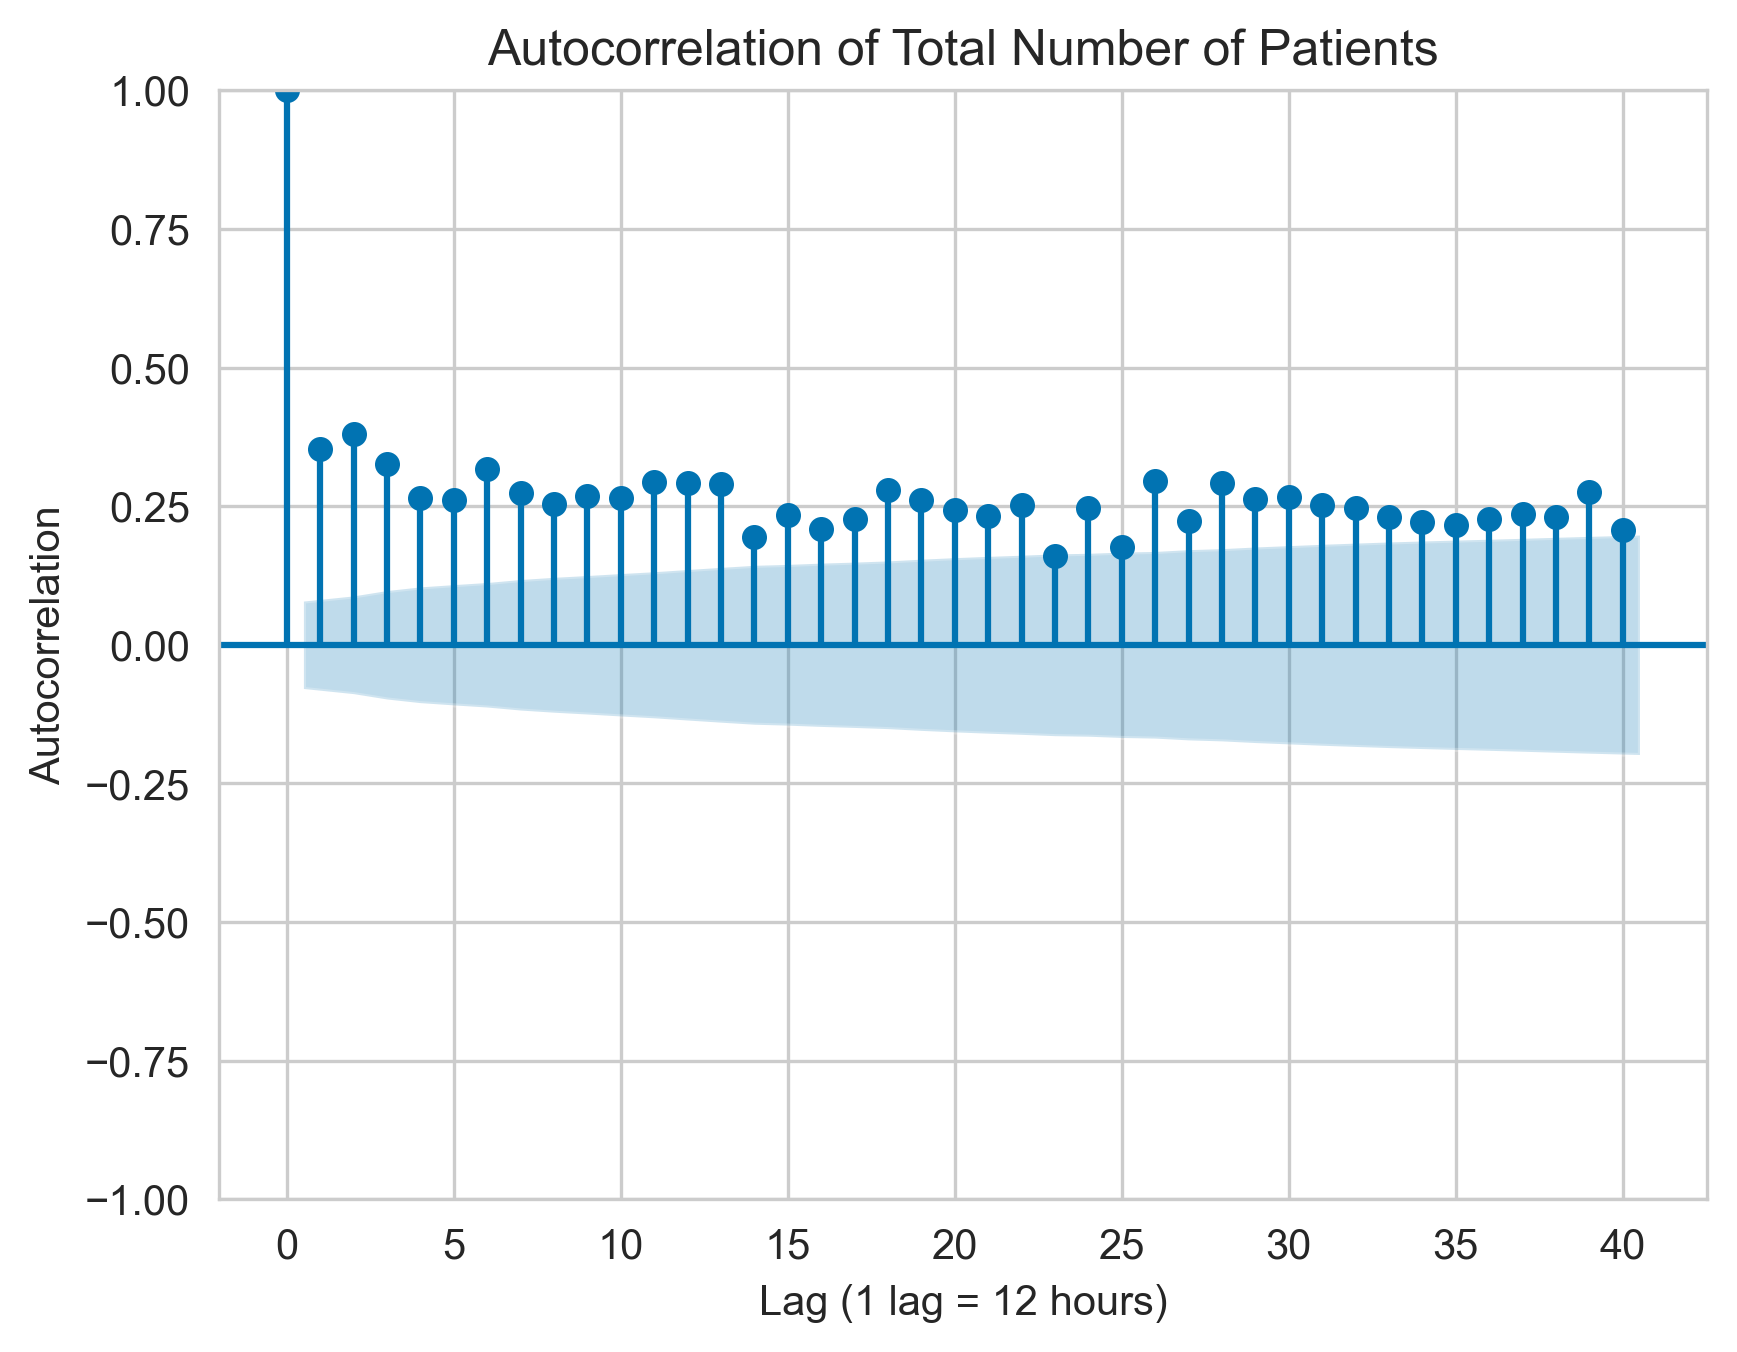 Autocorrelation of Total Number of Patients
1.00
0.75
0.50
0.25
0.00
−0.25
−0.50
−0.75
−1.00
Autocorrelation
0 5 10 15 20 25 30 35 40
Lag (1 lag = 12 hours)